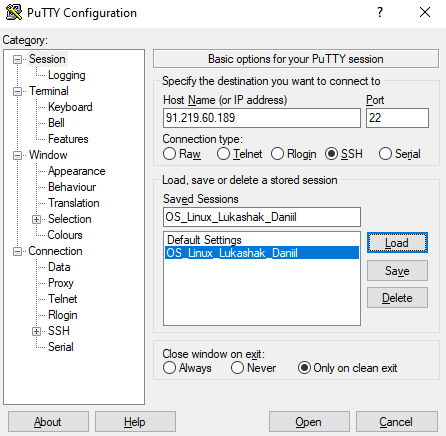 PuTTY Configuration
?
Category:
Session
Logging
Terminal
Keyboard
Bell
Features
Window
Appearance
Behaviour
Translation
Selection
Colours
Connection
Data
Proxy
Telnet
Rlogin
SSH
Serial
Basic options for your PuTTY session
Specify the destination you want to connect to
Host Name (or IP address) Port
91.219.60.189 22
Connection type:
Raw Telnet Rlogin SSH Serial
Load, save or delete a stored session
Saved Sessions
OS_Linux_Lukashak_Daniil
Default Settings
OS_Linux_Lukashak_Daniil
Load
Save
Delete
Close window on exit:
Always Never Only on clean exit
About Help Open Cancel